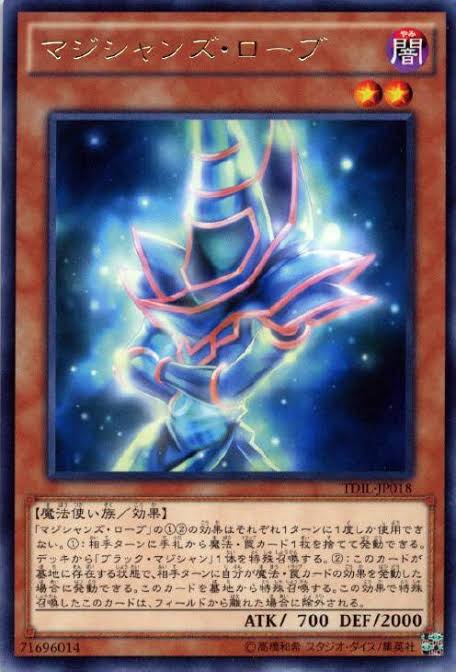 マジシャンズ・ローブ
闇
TDIL-JP018
【魔法使い族/効果】
「マジシャンズ・ローブ」の①②の効果はそれぞれ1ターンに1度しか使用でき
ない。①:相手ターンに手札から魔法・罠カード1枚を捨てて発動できる。
デッキから「ブラック・マジシャン」1体を特殊召喚する。②:このカードが
墓地に存在する状態で、相手ターンに自分が魔法・罠カードの効果を発動した
場合に発動できる。このカードを墓地から特殊召喚する。この効果で特殊
召喚したこのカードは、フィールドから離れた場合に除外される。
ATK/ 700 DEF/2000
71696014 ©高橋和希 スタジオ・ダイス/集英社